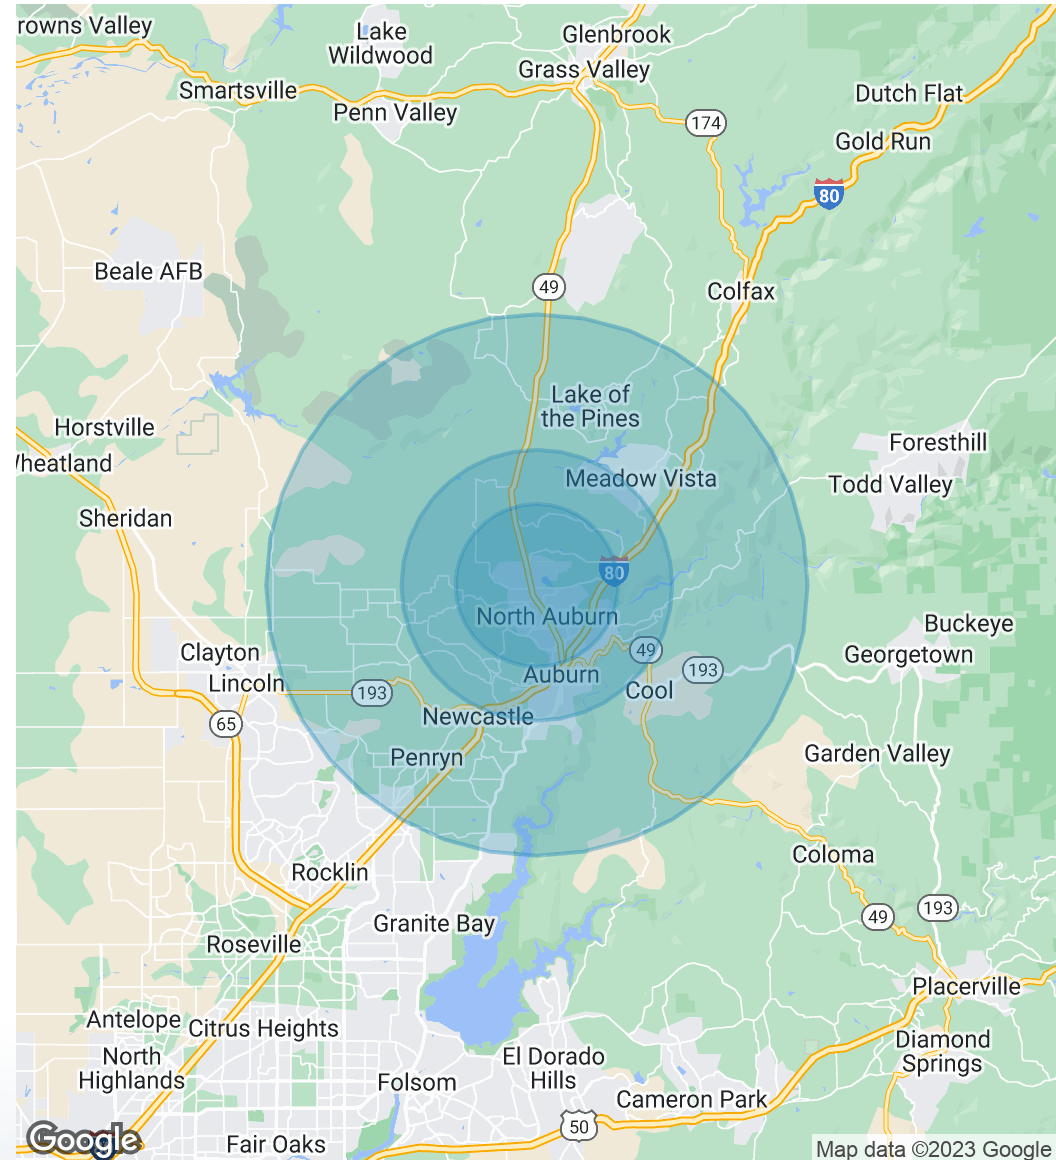 rowns Valley
Lake
Wildwood
Glenbrook
Grass Valley
Smartsville
Penn Valley
Dutch Flat
174
Gold Run
80
Beale AFB
49
Colfax
Lake of
the Pines
Horstville
Foresthill
Wheatland
Meadow Vista
Todd Valley
Sheridan
80
North Auburn
Buckeye
Clayton
49
Georgetown
Auburn
193
Lincoln
193
Cool
65
Newcastle
Penryn
Garden Valley
Coloma
Rocklin
193
49
Granite Bay
Roseville
Placerville
Antelope
Citrus Heights
Diamond
Springs
North
Highlands
El Dorado
Hills
Folsom
Cameron Park
50
Google
Fair Oaks
Map data ©2023 Google